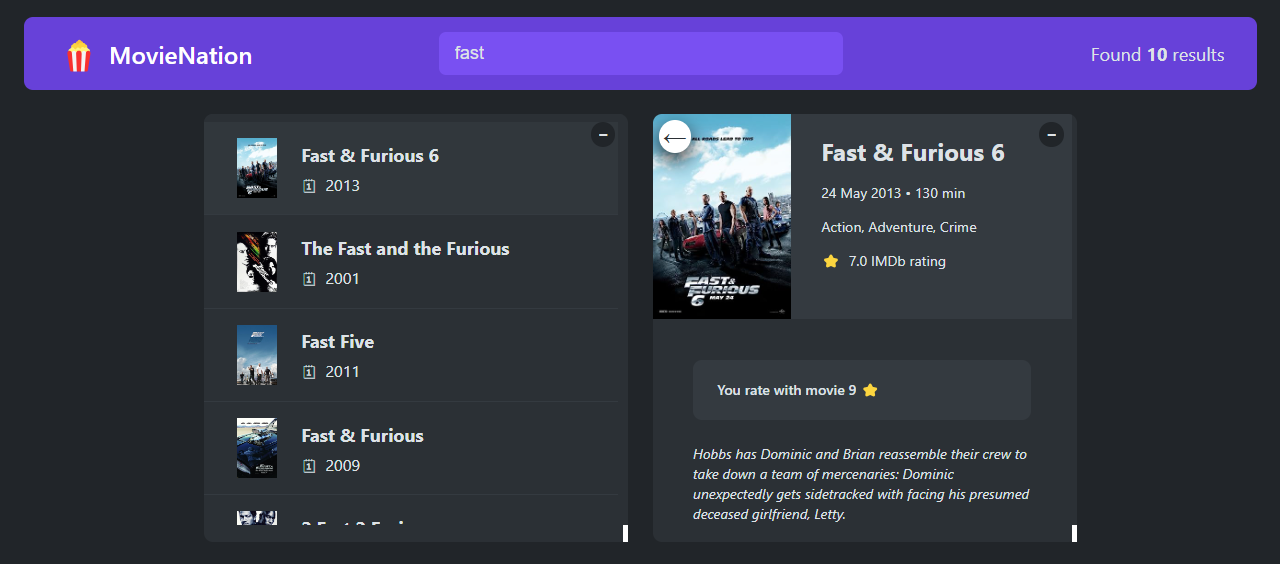 MovieNation
fast
Found 10 results
Fast & Furious 6
2013
The Fast and the Furious
2001
Fast Five
2011
Fast & Furious
2009
ALL ROADS LEAD TO THIS
FAST &
FURIOUS
6
MAY 24
Fast & Furious 6
24 May 2013 • 130 min
Action, Adventure, Crime
7.0 IMDb rating
You rate with movie 9
Hobbs has Dominic and Brian reassemble their crew to
take down a team of mercenaries: Dominic
unexpectedly gets sidetracked with facing his presumed
deceased girlfriend, Letty.